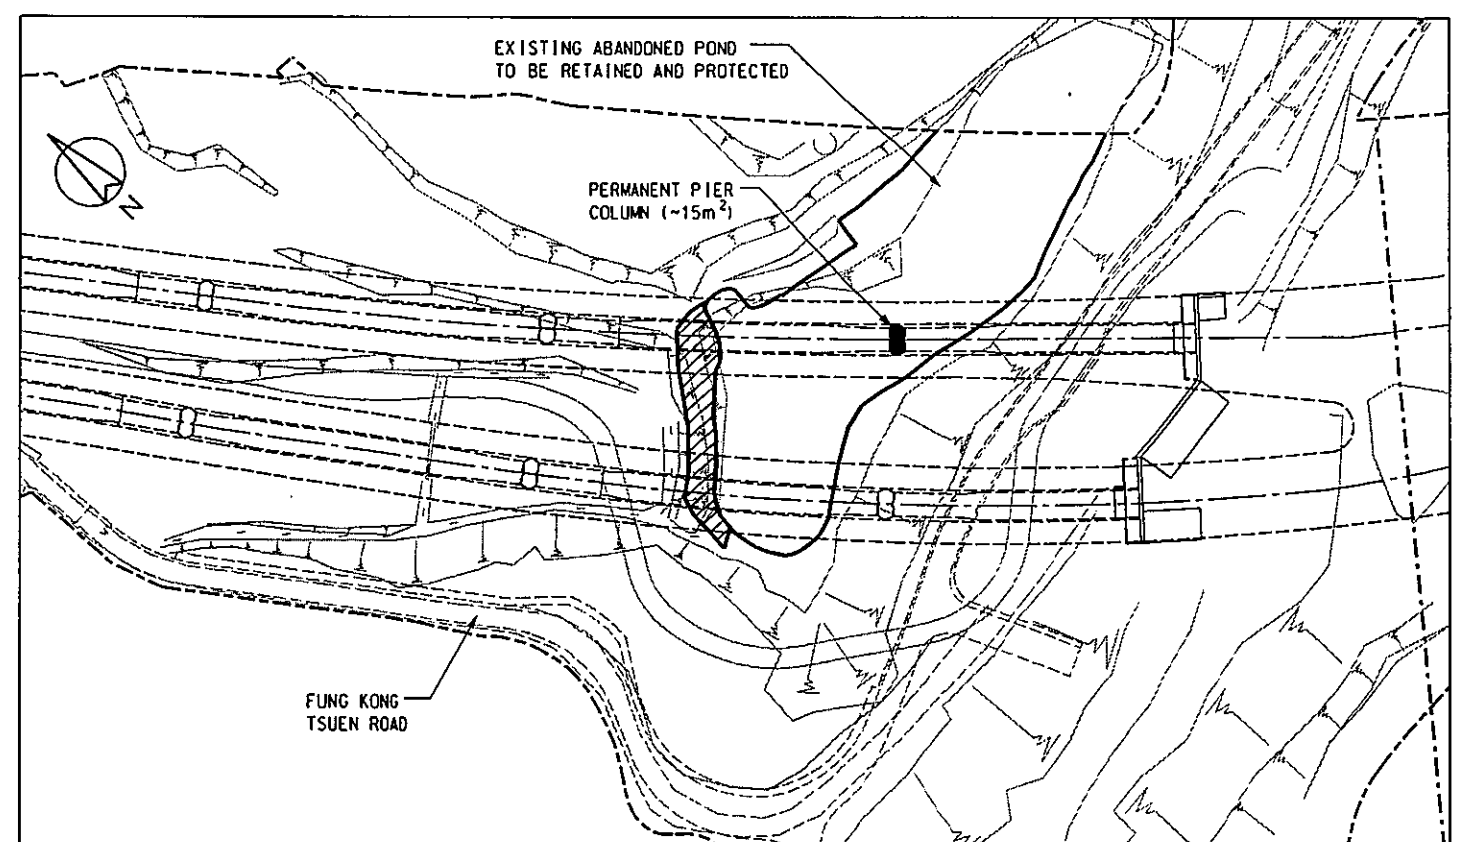 EXISTING ABANDONED POND
TO BE RETAINED AND PROTECTED
PERMANENT PIER
COLUMN (~15m²)
N
FUNG KONG
TSUEN ROAD